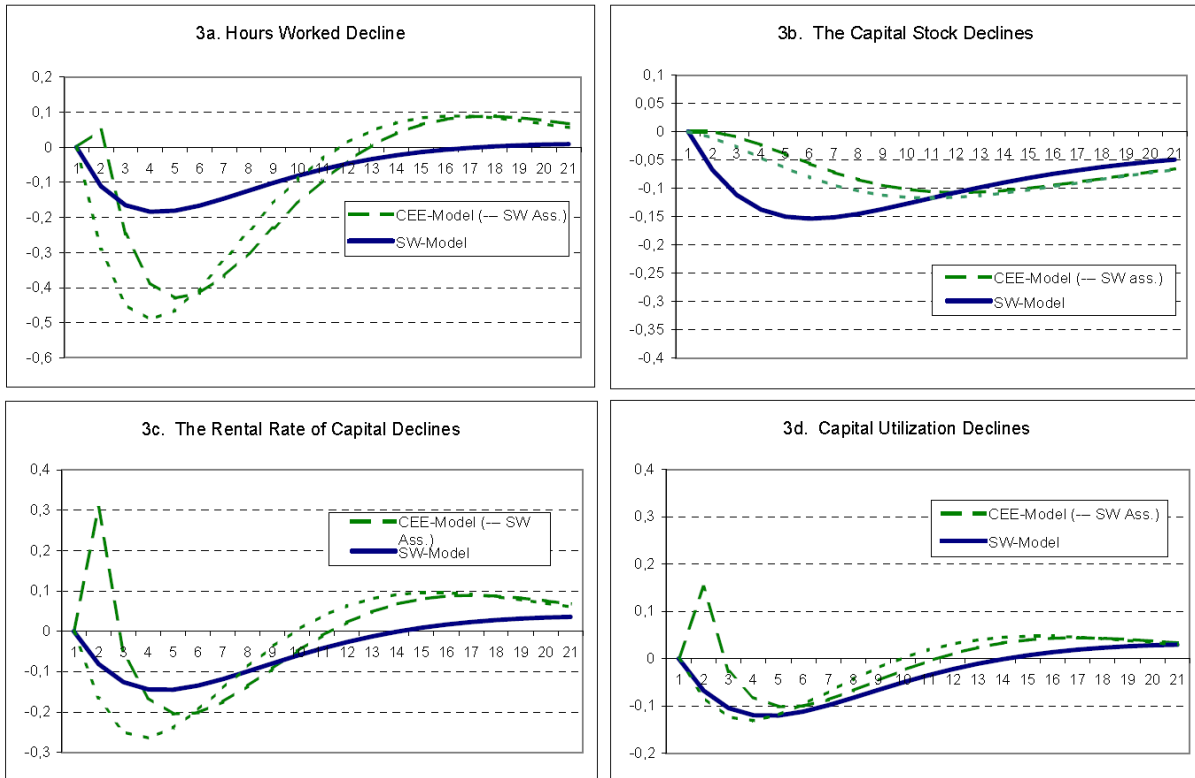 3a. Hours Worked Decline
0,2
0,1
0
-0,1
-0,2
-0,3
-0,4
-0,5
-0,6
1 2 3 4 5 6 7 8 9 10 11 12 13 14 15 16 17 18 19 20 21
CEE-Model (--- SW Ass.)
SW-Model
3b. The Capital Stock Declines
0,1
0,05
0
-0,05
-0,1
-0,15
-0,2
-0,25
-0,3
-0,35
-0,4
1 2 3 4 5 6 7 8 9 10 11 12 13 14 15 16 17 18 19 20 21
CEE-Model (--- SW ass.)
SW-Model
3c. The Rental Rate of Capital Declines
0,4
0,3
0,2
0,1
0
-0,1
-0,2
-0,3
1 2 3 4 5 6 7 8 9 10 11 12 13 14 15 16 17 18 19 20 21
CEE-Model (--- SW
Ass.)
SW-Model
3d. Capital Utilization Declines
0,4
0,3
0,2
0,1
0
-0,1
-0,2
1 2 3 4 5 6 7 8 9 10 11 12 13 14 15 16 17 18 19 20 21
CEE-Model (--- SW Ass.)
SW-Model